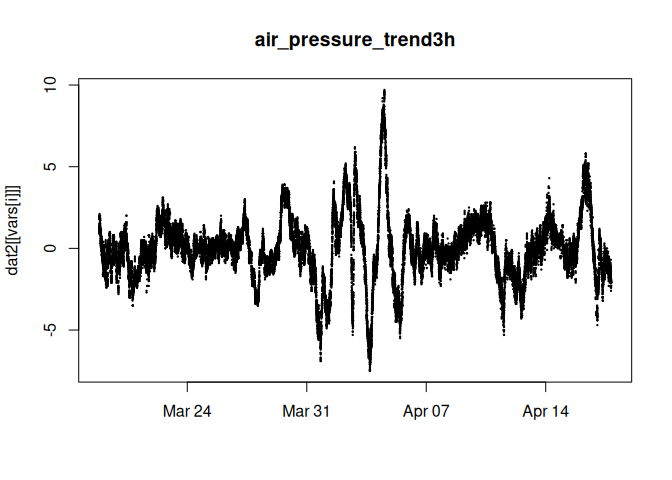 air_pressure_trend3h
dat2[[vars[i]]]
10
5
0
-5
Mar 24
Mar 31
Apr 07
Apr 14